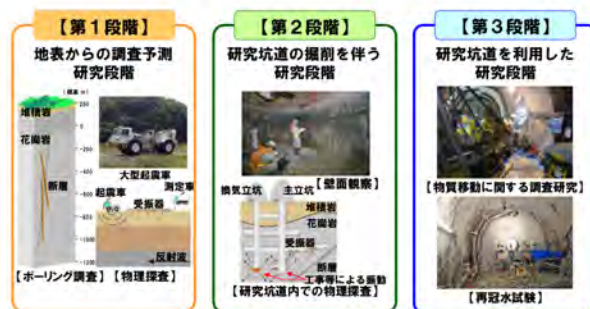 【第1段階】
地表からの調査予測
研究段階
(標高 m)
200
堆積岩
0
花崗岩
-200
断層
-400
大型起震車
-600
起震車
測定車
受振器
-800
-1000
反射波
-1200
【ボーリング調査】
【物理探査】
【第2段階】
研究坑道の掘削を伴う
研究段階
【壁面観察】
換気立坑
主立坑
堆積岩
花崗岩
受振器
断層
工事等による振動
【研究坑道内での物理探査】
【第3段階】
研究坑道を利用した
研究段階
【物質移動に関する調査研究】
【再冠水試験】